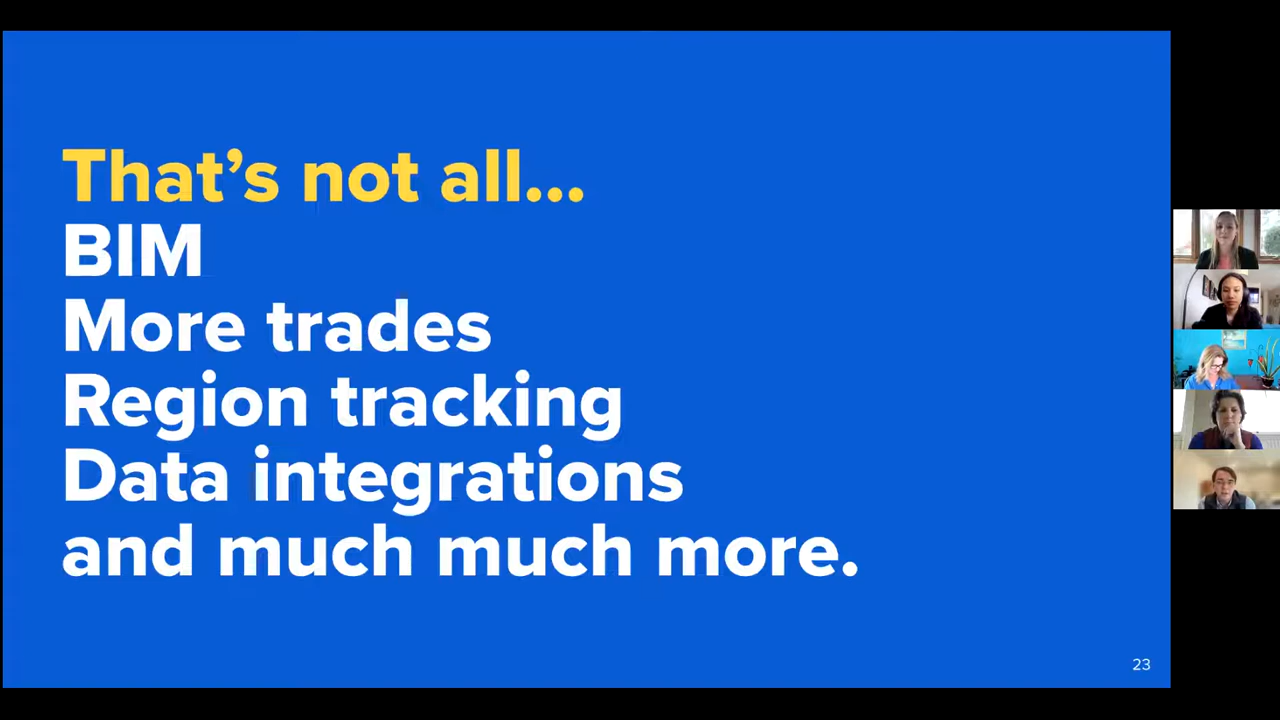 That’s not all...
BIM
More trades
Region tracking
Data integrations
and much much more.
23